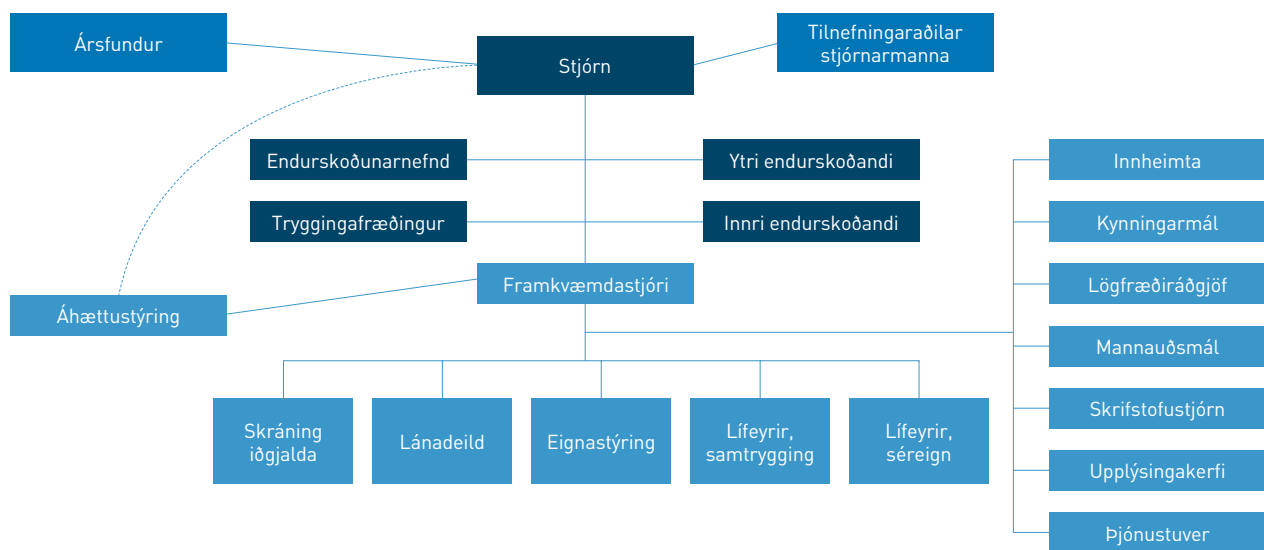 Ársfundur
Stjórn
Tilnefningaraðilar
stjórnarmanna
Endurskoðunarnefnd
Ytri endurskoðandi
Tryggingafræðingur
Innri endurskoðandi
Framkvæmdastjóri
Áhættustýring
Skráning
iðgjalda
Lánadeild
Eignastýring
Lífeyrir,
samtrygging
Lífeyrir,
séreign
Innheimta
Kynningarmál
Lögfræðiráðgjöf
Mannauðsmál
Skrifstofustjórn
Upplýsingakerfi
Þjónustuver